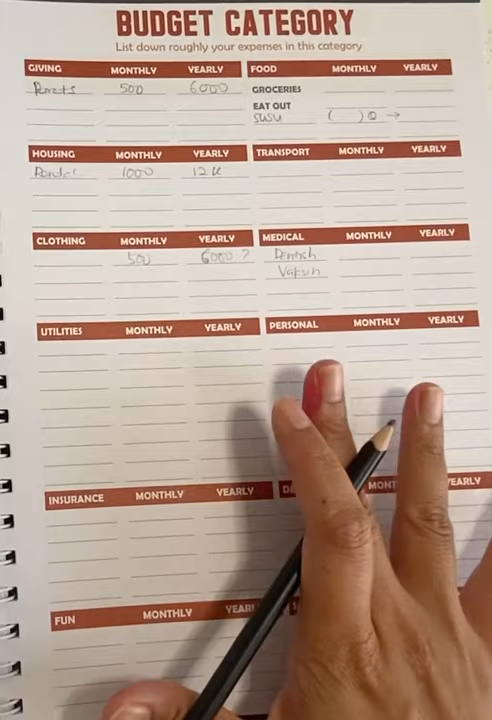 BUDGET CATEGORY
List down roughly your expenses in this category
GIVING MONTHLY YEARLY
500 6000
FOOD MONTHLY YEARLY
GROCERIES
EAT OUT
susu ( ) @ →
HOUSING MONTHLY YEARLY
1000 12k
TRANSPORT MONTHLY YEARLY
CLOTHING MONTHLY YEARLY
500 6000 ?
MEDICAL MONTHLY YEARLY
Vaksin
UTILITIES MONTHLY YEARLY
PERSONAL MONTHLY YEARLY
INSURANCE MONTHLY YEARLY
FUN MONTHLY